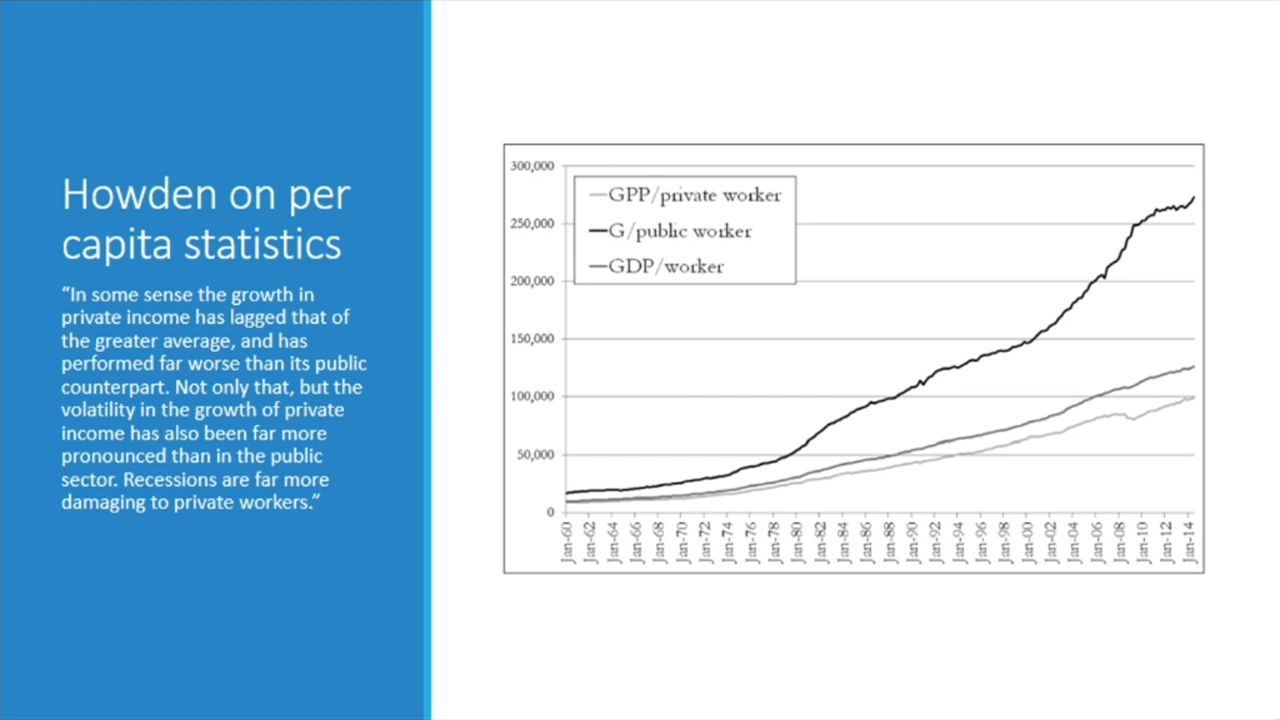 Howden on per
capita statistics
“In some sense the growth in
private income has lagged that of
the greater average, and has
performed far worse than its public
counterpart. Not only that, but the
volatility in the growth of private
income has also been far more
pronounced than in the public
sector. Recessions are far more
damaging to private workers.”
300,000
250,000
200,000
150,000
100,000
50,000
0
GPP/private worker
G/public worker
GDP/worker
Jan-60
Jan-62
Jan-64
Jan-66
Jan-68
Jan-70
Jan-72
Jan-74
Jan-76
Jan-78
Jan-80
Jan-82
Jan-84
Jan-86
Jan-88
Jan-90
Jan-92
Jan-94
Jan-96
Jan-98
Jan-00
Jan-02
Jan-04
Jan-06
Jan-08
Jan-10
Jan-12
Jan-14